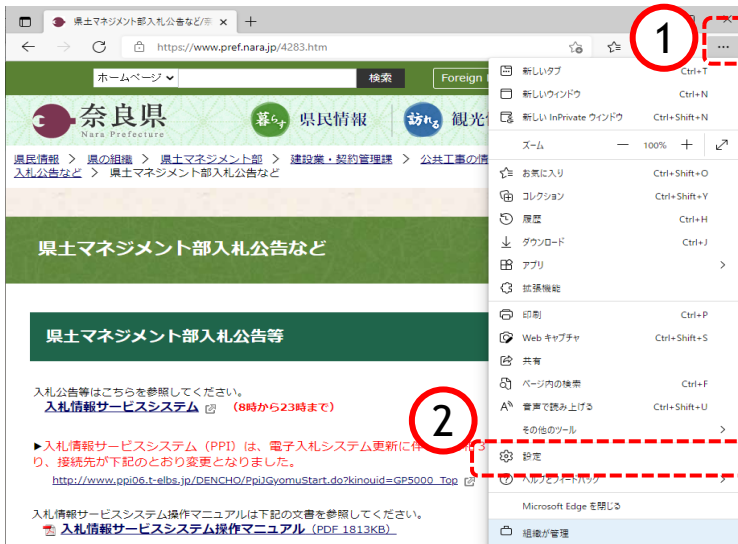 県土マネジメント部入札公告など/奈
https://www.pref.nara.jp/4283.htm
1
ホームページ
検索
Foreign
奈良県
Nara Prefecture
暮らす 県民情報
訪れる 観光
県民情報 > 県の組織 > 県土マネジメント部 > 建設業・契約管理課 > 公共工事の情
入札公告など > 県土マネジメント部入札公告など
県土マネジメント部入札公告など
県土マネジメント部入札公告等
入札公告等はこちらを参照してください。
入札情報サービスシステム (8時から23時まで)
▶入札情報サービスシステム（PPI）は、電子入札システム更新に伴
り、接続先が下記のとおり変更となりました。
http://www.ppi06.t-elbs.jp/DENCHO/PpiJGyomuStart.do?kinouid=GP5000_Top
入札情報サービスシステム操作マニュアルは下記の文書を参照してください。
入札情報サービスシステム操作マニュアル（PDF 1813KB）
新しいタブ Ctrl+T
新しいウィンドウ Ctrl+N
新しい InPrivate ウィンドウ Ctrl+Shift+N
ズーム — 100% +
お気に入り Ctrl+Shift+O
コレクション Ctrl+Shift+Y
履歴 Ctrl+H
ダウンロード Ctrl+J
アプリ
拡張機能
印刷 Ctrl+P
Web キャプチャ Ctrl+Shift+S
共有
ページ内の検索 Ctrl+F
音声で読み上げる Ctrl+Shift+U
その他のツール
2
設定
ヘルプとフィードバック
Microsoft Edge を閉じる
組織が管理